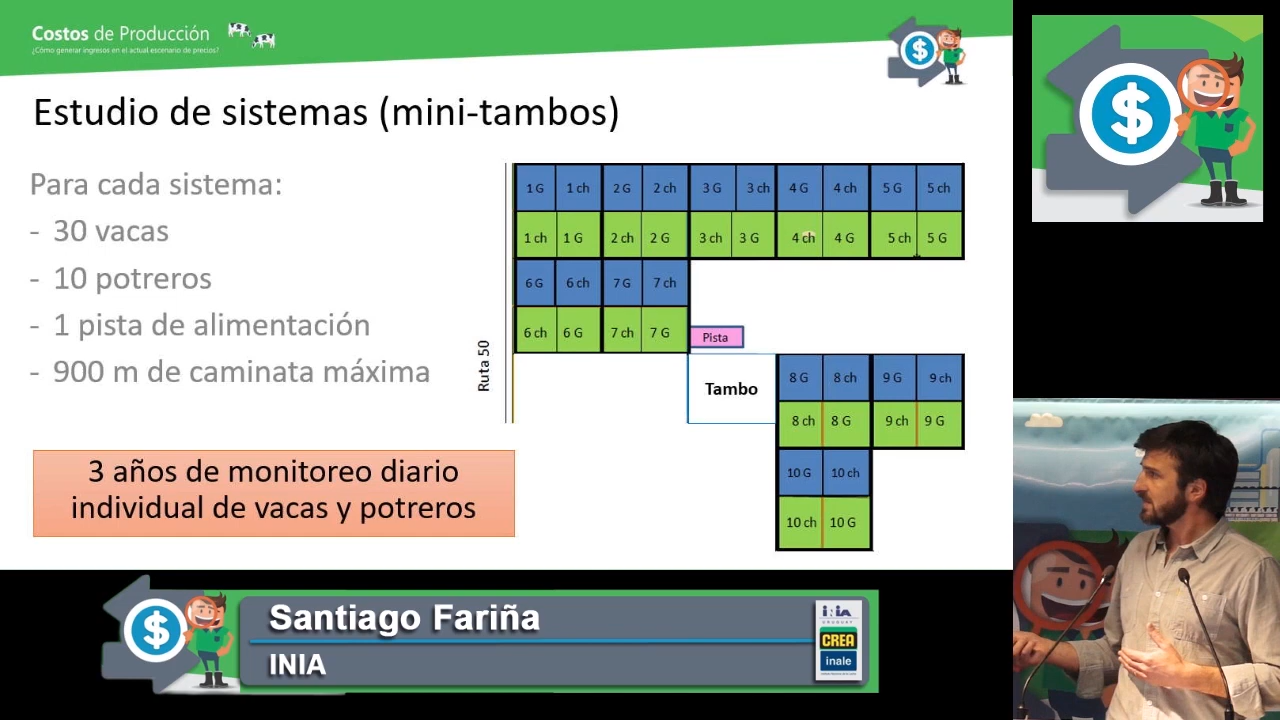 Costos de Producción
¿Cómo generar ingresos en el actual escenario de precios?
$
$
Estudio de sistemas (mini-tambos)
Para cada sistema:
- 30 vacas
- 10 potreros
- 1 pista de alimentación
- 900 m de caminata máxima
3 años de monitoreo diario
individual de vacas y potreros
Ruta 50
1 G 1 ch 2 G 2 ch 3 G 3 ch 4 G 4 ch 5 G 5 ch
1 ch 1 G 2 ch 2 G 3 ch 3 G 4 ch 4 G 5 ch 5 G
6 G 6 ch 7 G 7 ch
6 ch 6 G 7 ch 7 G
Pista
Tambo
8 G 8 ch 9 G 9 ch
8 ch 8 G 9 ch 9 G
10 G 10 ch
10 ch 10 G
$
Santiago Fariña
INIA
INIA
URUGUAY
CREA
inale